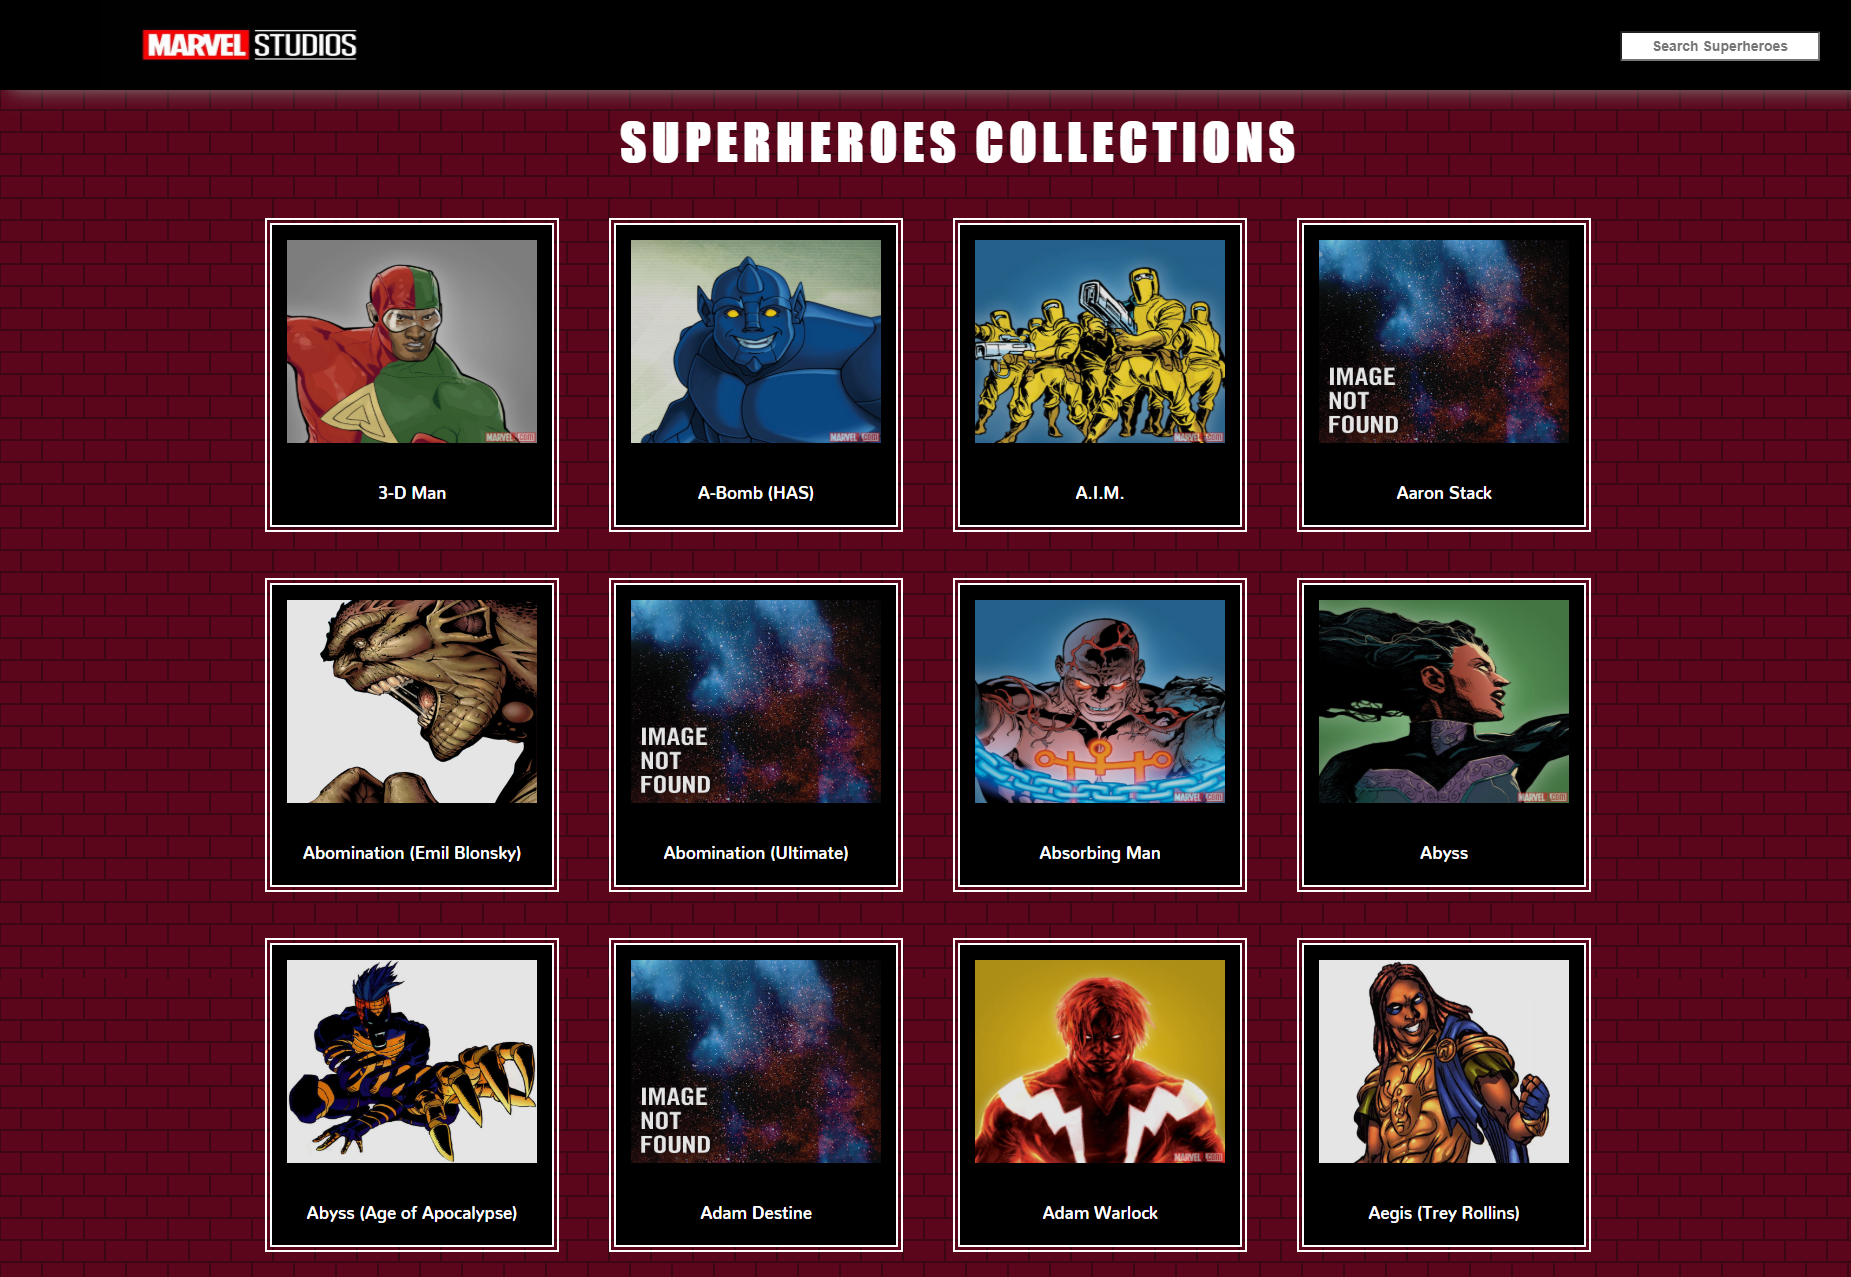 MARVEL STUDIOS
Search Superheroes
SUPERHEROES COLLECTIONS
MARVEL.COM
MARVEL.COM
MARVEL.COM
IMAGE
NOT
FOUND
3-D Man
A-Bomb (HAS)
A.I.M.
Aaron Stack
IMAGE
NOT
FOUND
MARVEL.COM
MARVEL.COM
Abomination (Emil Blonsky)
Abomination (Ultimate)
Absorbing Man
Abyss
IMAGE
NOT
FOUND
MARVEL.COM
Abyss (Age of Apocalypse)
Adam Destine
Adam Warlock
Aegis (Trey Rollins)